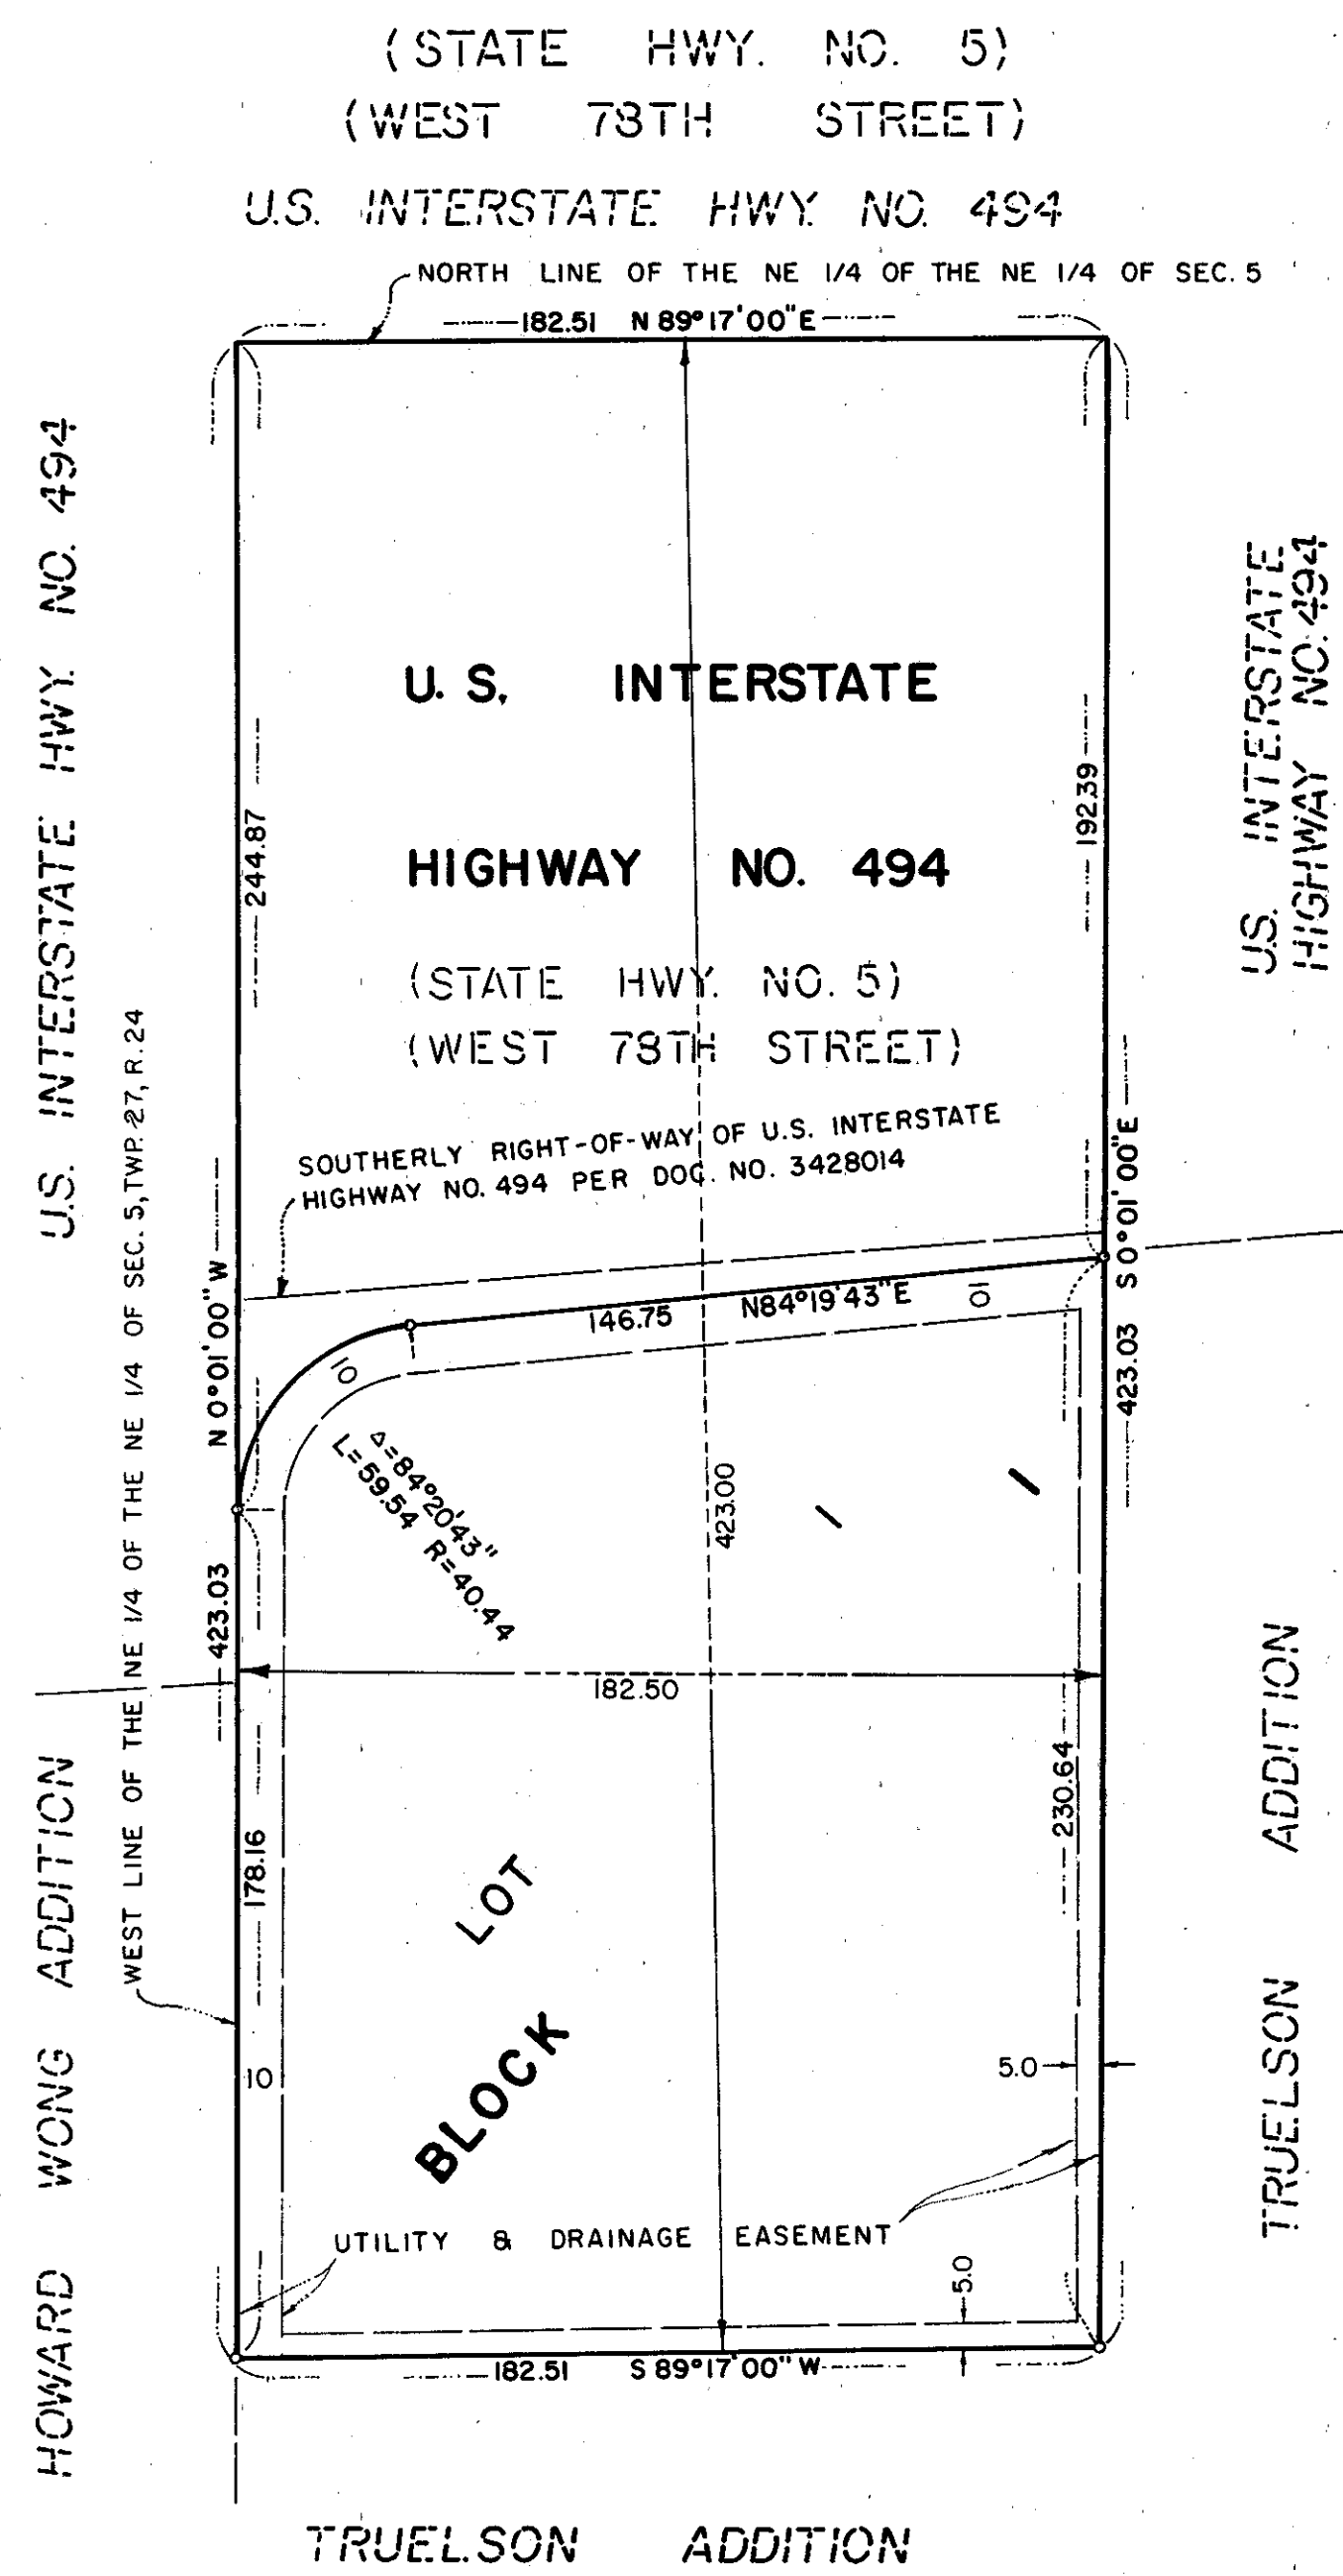 (STATE HWY. NO. 5)
(WEST 78TH STREET)
U.S. INTERSTATE HWY. NO. 494
NORTH LINE OF THE NE 1/4 OF THE NE 1/4 OF SEC. 5
182.51 N 89°17'00"E
U.S. INTERSTATE HWY. NO. 494
U.S. INTERSTATE
HIGHWAY NO. 494
U. S. INTERSTATE
HIGHWAY NO. 494
244.87
192.39
(STATE HWY. NO. 5)
(WEST 78TH STREET)
SOUTHERLY RIGHT-OF-WAY OF U.S. INTERSTATE
HIGHWAY NO. 494 PER DOC. NO. 3428014
WEST LINE OF THE NE 1/4 OF THE NE 1/4 OF SEC. 5, TWP. 27, R. 24
N 0°01'00" W
423.03
S 0°01'00"E
423.03
146.75 N84°19'43"E
10
10
Δ=84°20'43"
L=59.54 R=40.44
423.00
182.50
178.16
230.64
LOT 1
BLOCK 1
10
5.0
UTILITY & DRAINAGE EASEMENT
5.0
182.51 S 89°17'00" W
HOWARD WONG ADDITION
TRUELSON ADDITION
TRUELSON ADDITION